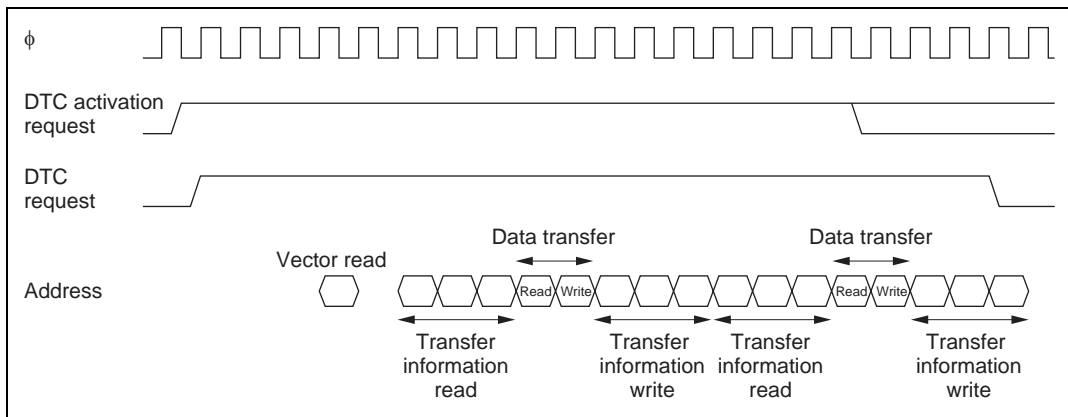 φ
DTC activation
request
DTC
request
Data transfer
Data transfer
Vector read
Address
Read
Write
Read
Write
Transfer
information
read
Transfer
information
write
Transfer
information
read
Transfer
information
write